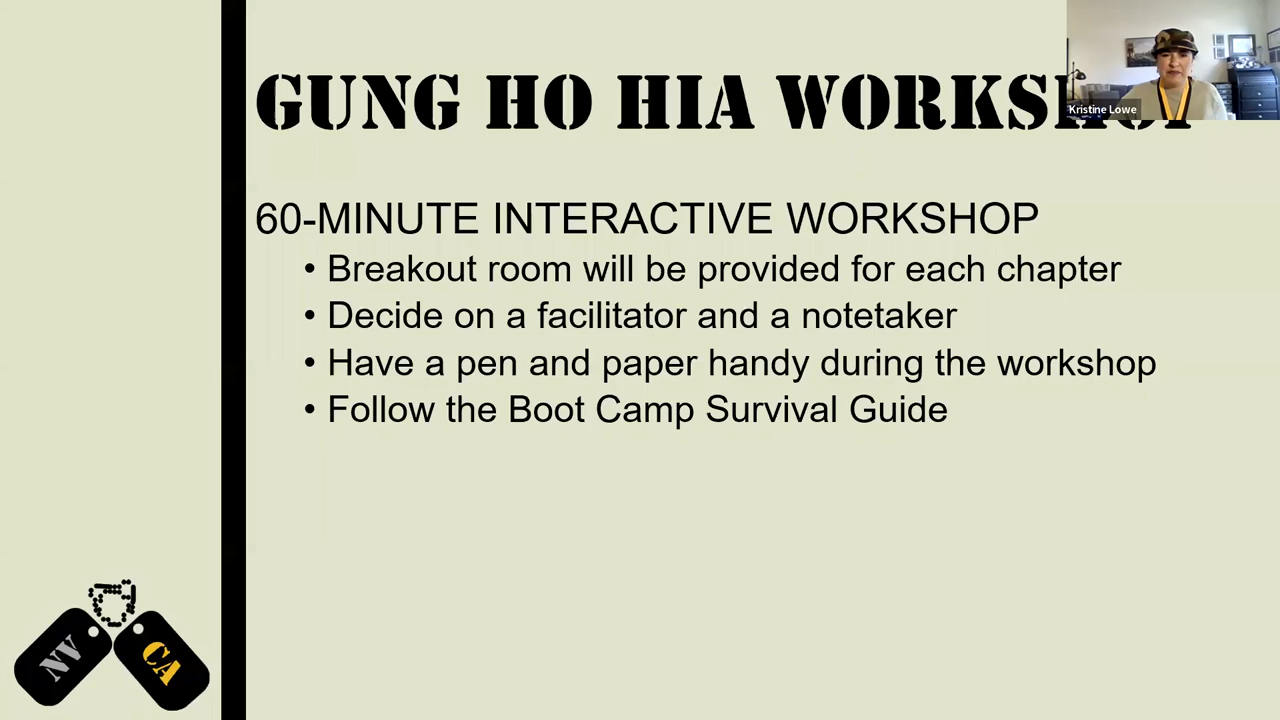 GUNG HO HIA WORKSHOP
Kristine Lowe
60-MINUTE INTERACTIVE WORKSHOP
• Breakout room will be provided for each chapter
• Decide on a facilitator and a notetaker
• Have a pen and paper handy during the workshop
• Follow the Boot Camp Survival Guide
NV
CA